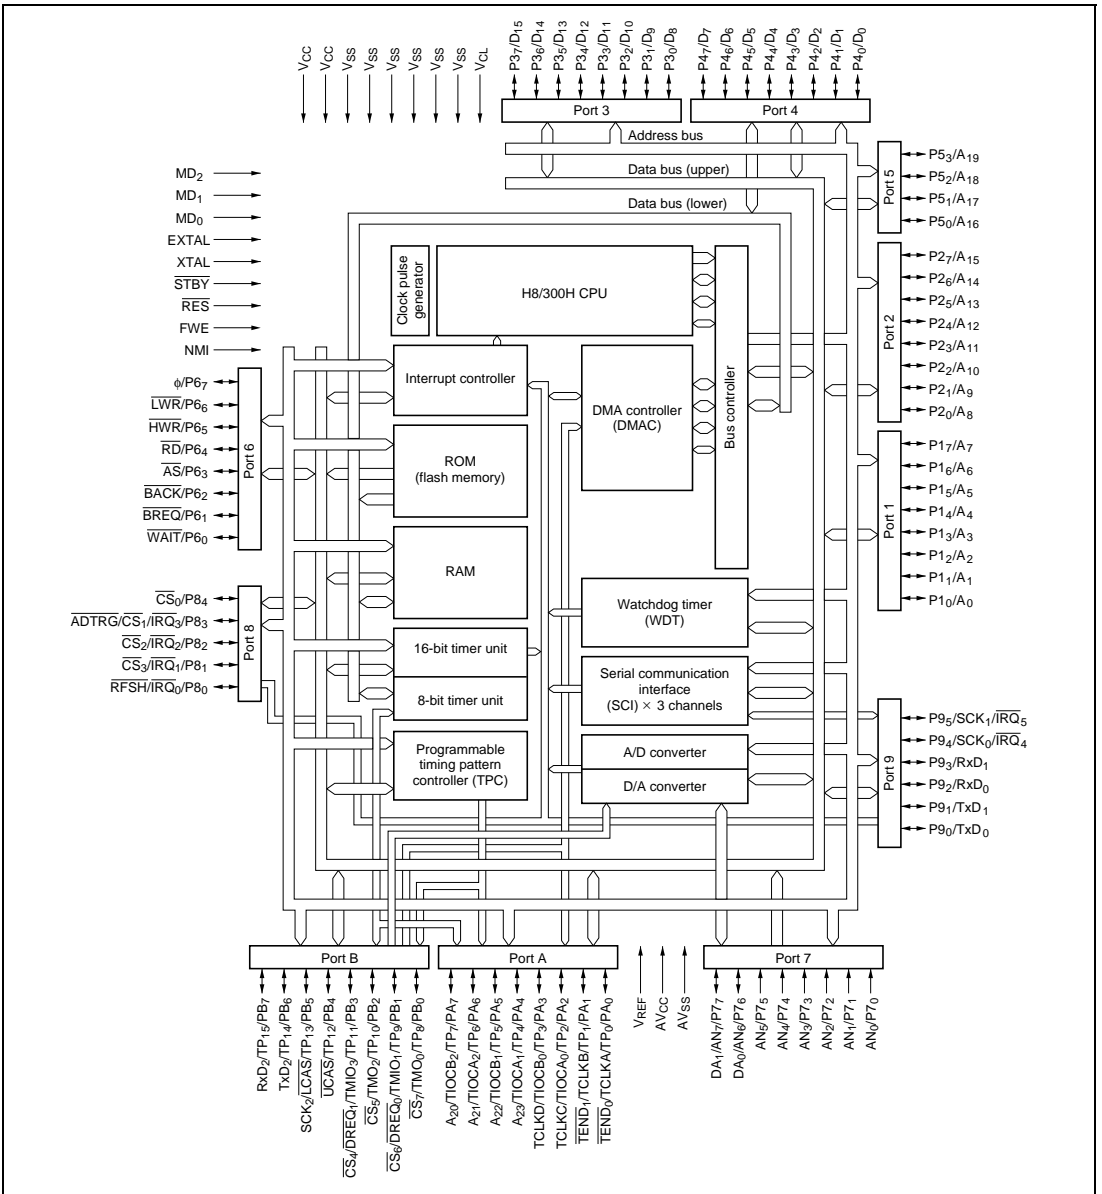 VCC
VCC
VSS
VSS
VSS
VSS
VSS
VSS
VCL
P37/D15
P36/D14
P35/D13
P34/D12
P33/D11
P32/D10
P31/D9
P30/D8
P47/D7
P46/D6
P45/D5
P44/D4
P43/D3
P42/D2
P41/D1
P40/D0
Port 3
Port 4
Address bus
Data bus (upper)
Data bus (lower)
MD2
MD1
MD0
EXTAL
XTAL
STBY
RES
FWE
NMI
Port 5
P53/A19
P52/A18
P51/A17
P50/A16
Clock pulse
generator
H8/300H CPU
Bus controller
Port 2
P27/A15
P26/A14
P25/A13
P24/A12
P23/A11
P22/A10
P21/A9
P20/A8
Interrupt controller
DMA controller
(DMAC)
ϕ/P67
LWR/P66
HWR/P65
RD/P64
AS/P63
BACK/P62
BREQ/P61
WAIT/P60
Port 6
ROM
(flash memory)
Port 1
P17/A7
P16/A6
P15/A5
P14/A4
P13/A3
P12/A2
P11/A1
P10/A0
RAM
CS0/P84
ADTRG/CS1/IRQ3/P83
CS2/IRQ2/P82
CS3/IRQ1/P81
RFSH/IRQ0/P80
Port 8
Watchdog timer
(WDT)
16-bit timer unit
8-bit timer unit
Serial communication
interface
(SCI) × 3 channels
Programmable
timing pattern
controller (TPC)
A/D converter
D/A converter
Port 9
P95/SCK1/IRQ5
P94/SCK0/IRQ4
P93/RxD1
P92/RxD0
P91/TxD1
P90/TxD0
Port B
Port A
Port 7
RxD2/TP15/PB7
TxD2/TP14/PB6
SCK2/LCAS/TP13/PB5
UCAS/TP12/PB4
CS4/DREQ1/TMIO3/TP11/PB3
CS5/TMO2/TP10/PB2
CS6/DREQ0/TMIO1/TP9/PB1
CS7/TMO0/TP8/PB0
A20/TIOCB2/TP7/PA7
A21/TIOCA2/TP6/PA6
A22/TIOCB1/TP5/PA5
A23/TIOCA1/TP4/PA4
TCLKD/TIOCB0/TP3/PA3
TCLKC/TIOCA0/TP2/PA2
TEND1/TCLKB/TP1/PA1
TEND0/TCLKA/TP0/PA0
VREF
AVCC
AVSS
DA1/AN7/P77
DA0/AN6/P76
AN5/P75
AN4/P74
AN3/P73
AN2/P72
AN1/P71
AN0/P70